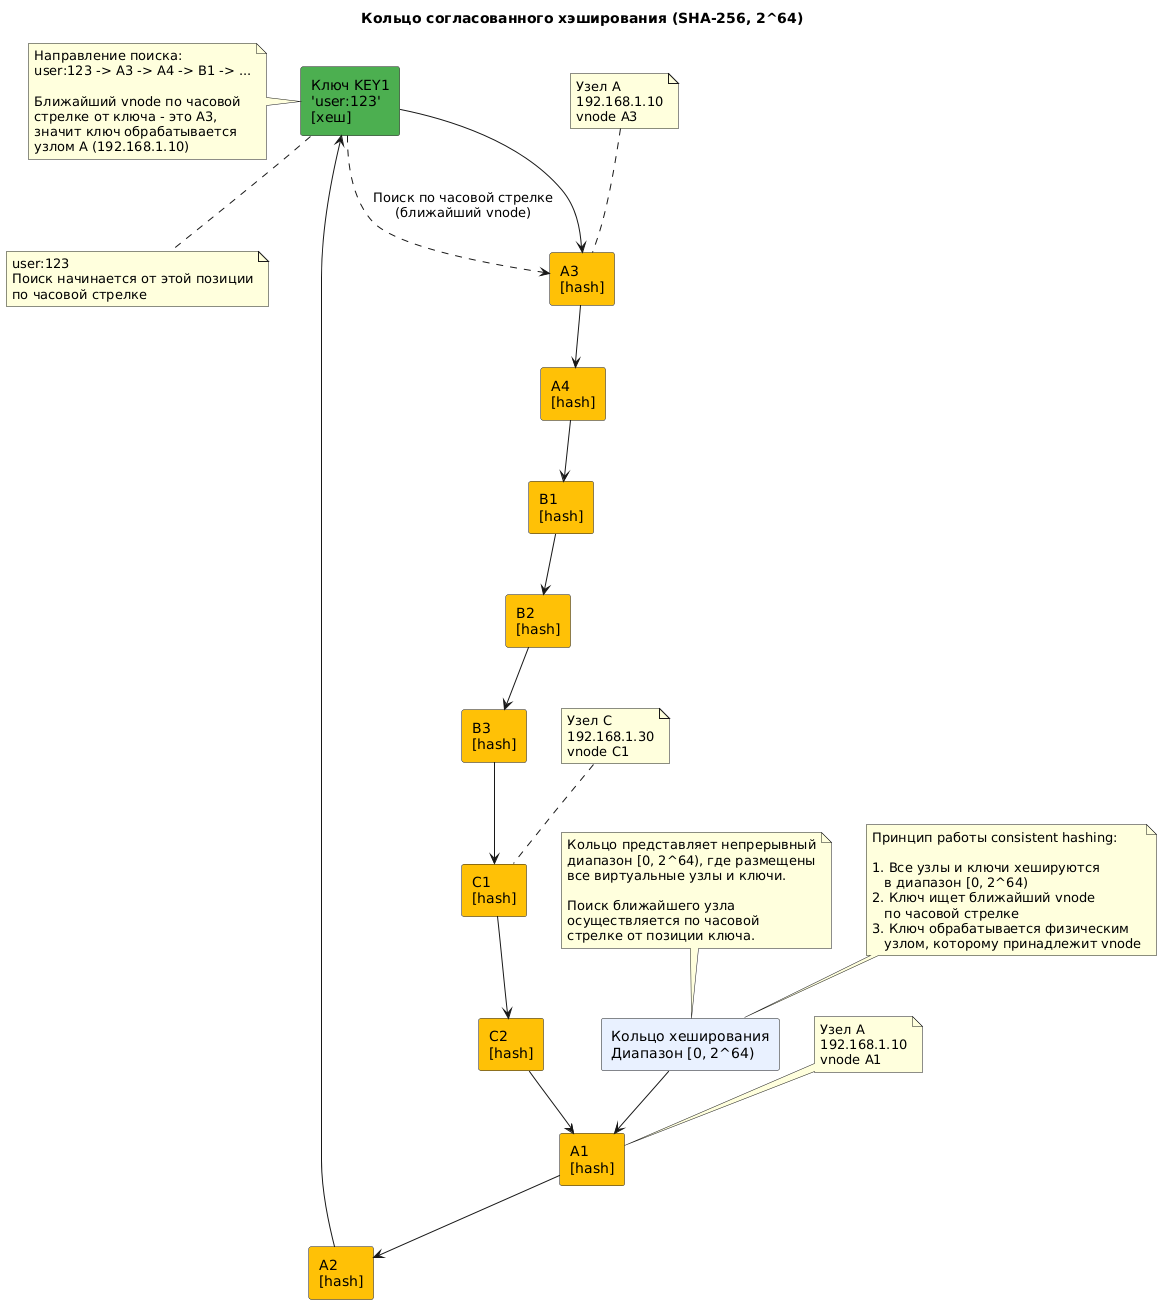 Кольцо согласованного хэширования (SHA-256, 2^64)
Направление поиска:
user:123 -> A3 -> A4 -> B1 -> ...
Ближайший vnode по часовой
стрелке от ключа - это A3,
значит ключ обрабатывается
узлом A (192.168.1.10)
Ключ KEY1
'user:123'
[хеш]
Узел A
192.168.1.10
vnode A3
Поиск по часовой стрелке
(ближайший vnode)
user:123
Поиск начинается от этой позиции
по часовой стрелке
A3
[hash]
A4
[hash]
B1
[hash]
B2
[hash]
B3
[hash]
Узел C
192.168.1.30
vnode C1
C1
[hash]
Кольцо представляет непрерывный
диапазон [0, 2^64), где размещены
все виртуальные узлы и ключи.
Поиск ближайшего узла
осуществляется по часовой
стрелке от позиции ключа.
Принцип работы consistent hashing:
1. Все узлы и ключи хешируются
в диапазон [0, 2^64)
2. Ключ ищет ближайший vnode
по часовой стрелке
3. Ключ обрабатывается физическим
узлом, которому принадлежит vnode
C2
[hash]
Кольцо хеширования
Диапазон [0, 2^64)
Узел A
192.168.1.10
vnode A1
A1
[hash]
A2
[hash]